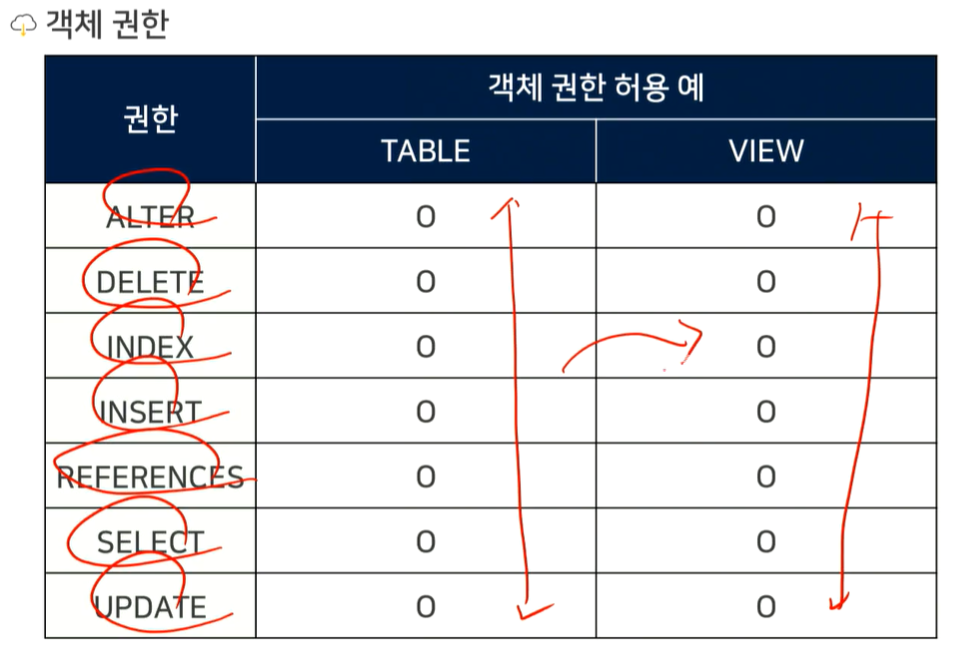 객체 권한
권한 객체 권한 허용 예
TABLE VIEW
ALTER O O
DELETE O O
INDEX O O
INSERT O O
REFERENCES O O
SELECT O O
UPDATE O O